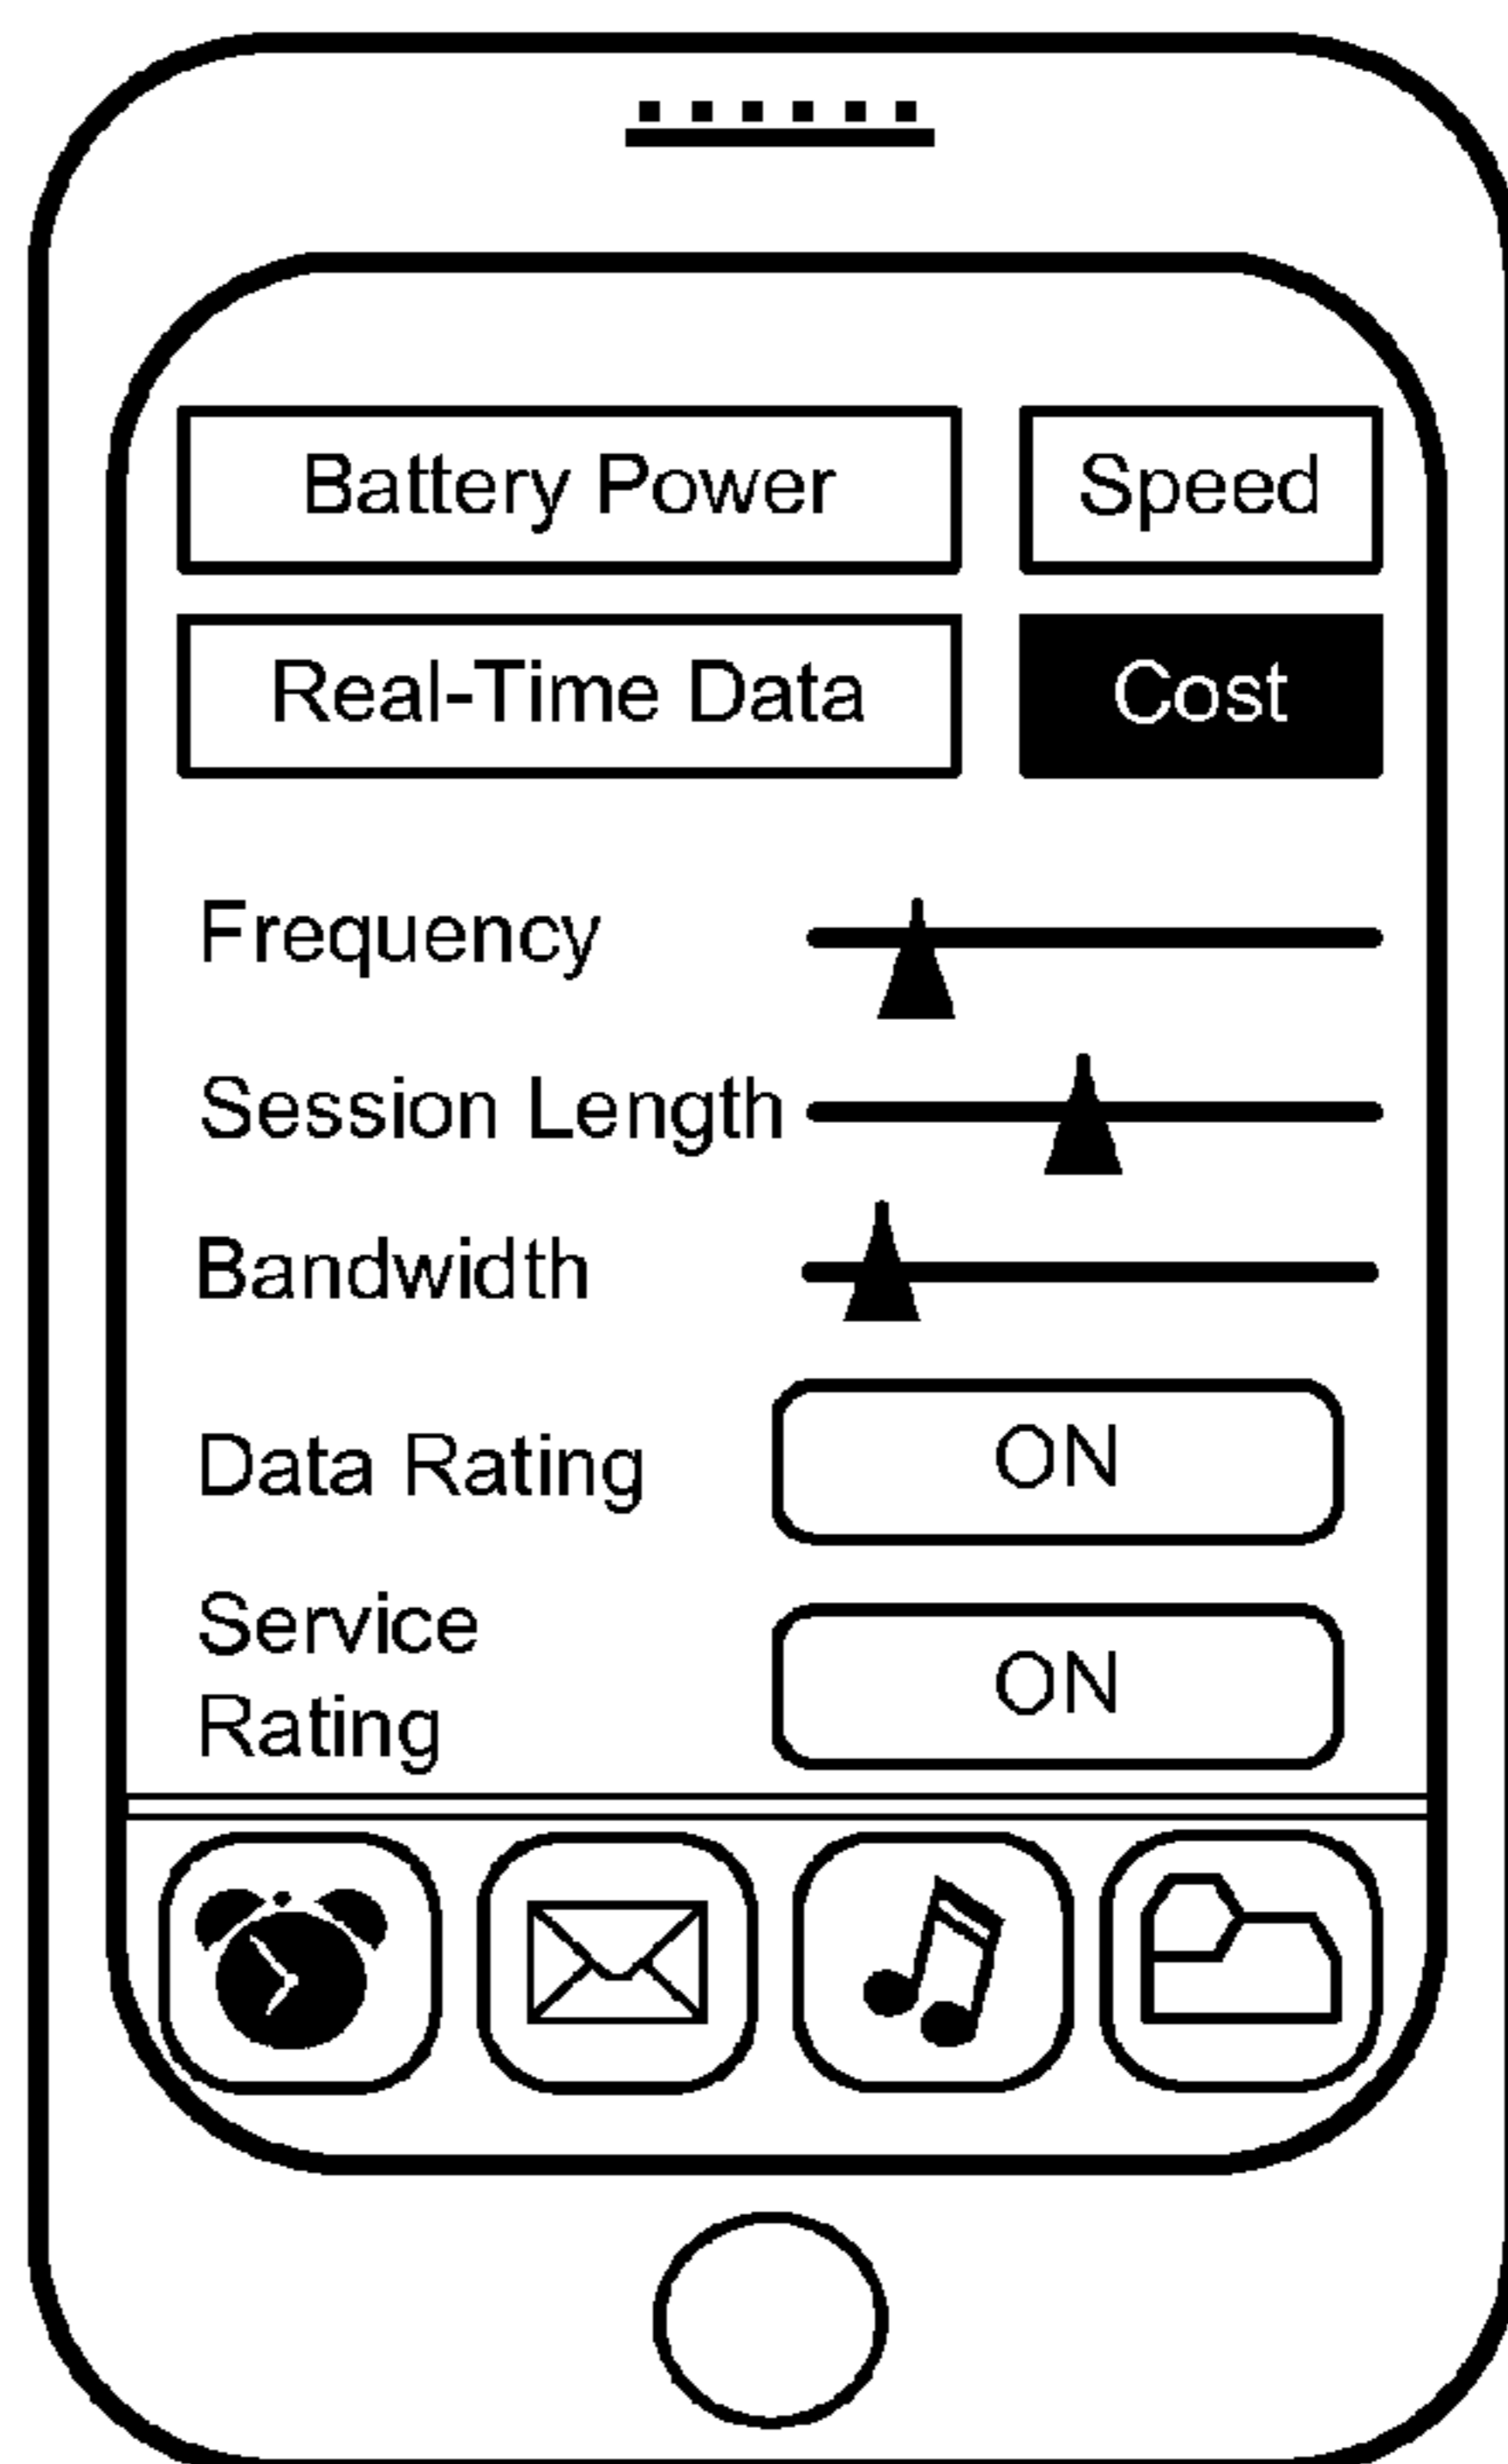 Battery Power
Speed
Real-Time Data
Cost
Frequency
Session Length
Bandwidth
Data Rating
ON
Service
Rating
ON